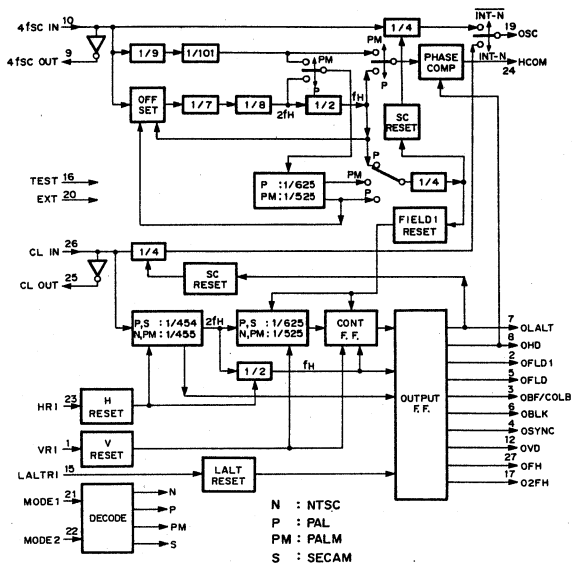 4fSC IN 10
4fSC OUT 9
1/9
1/101
PM
P
PM
P
1/4
INT-N
19 OSC
INT-N
HCOM
24
PHASE COMP
OFF SET
1/7
1/8
2fH
1/2
fH
SC RESET
TEST 16
EXT 20
P : 1/625
PM : 1/525
PM
P
P
1/4
FIELD1 RESET
CL IN 26
CL OUT 25
1/4
SC RESET
P,S : 1/454
N,PM : 1/455
2fH
P,S : 1/625
N,PM : 1/525
CONT F.F.
1/2
fH
OUTPUT F.F.
7 OLALT
8 OHD
2 OFLD1
5 OFLD
3 OBF/COLB
6 OBLK
4 OSYNC
12 OVD
27 OFH
17 O2FH
HRI 23
H RESET
VRI 1
V RESET
LALTRI 15
LALT RESET
MODE1 21
MODE2 22
DECODE
N
P
PM
S
N : NTSC
P : PAL
PM : PALM
S : SECAM